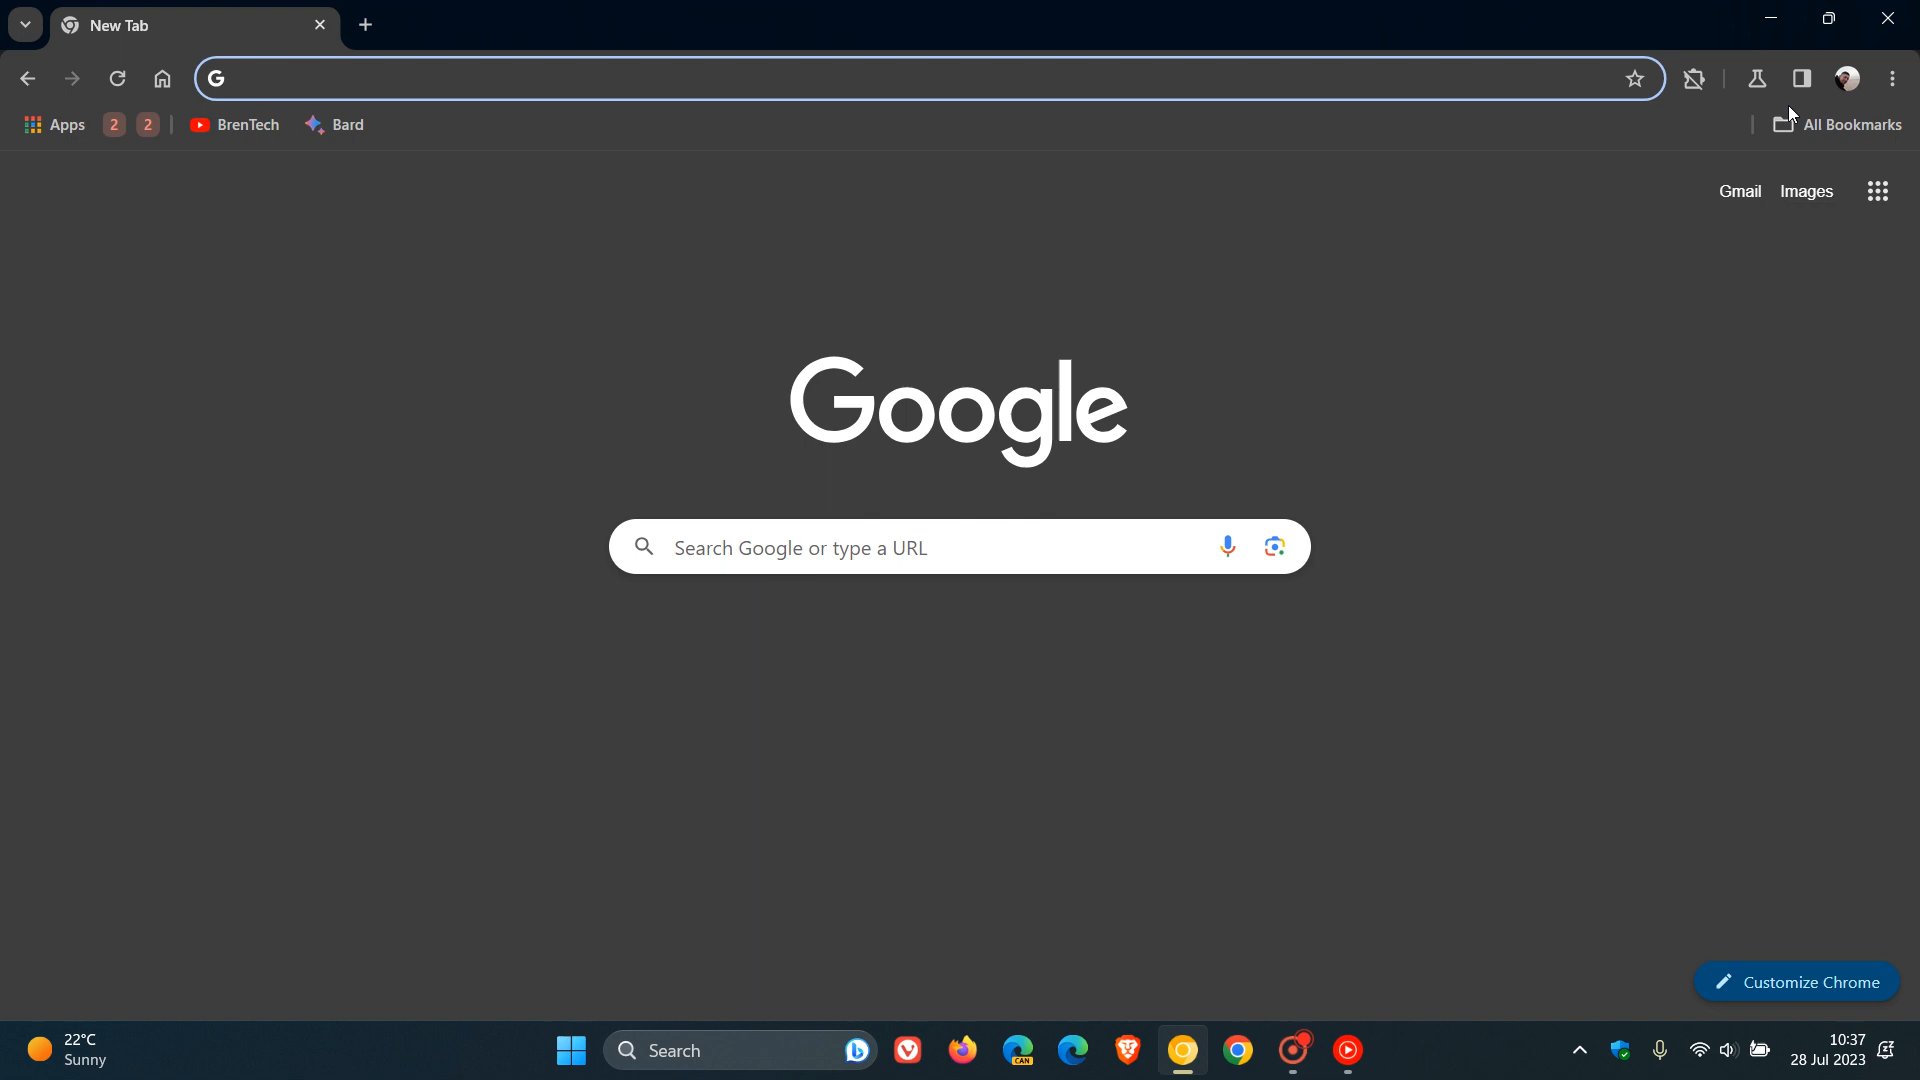 New Tab
Apps 2 2 BrenTech Bard All Bookmarks
Gmail Images
Google
Search Google or type a URL
Customize Chrome
22°C
Sunny
Search
CAN
10:37
28 Jul 2023